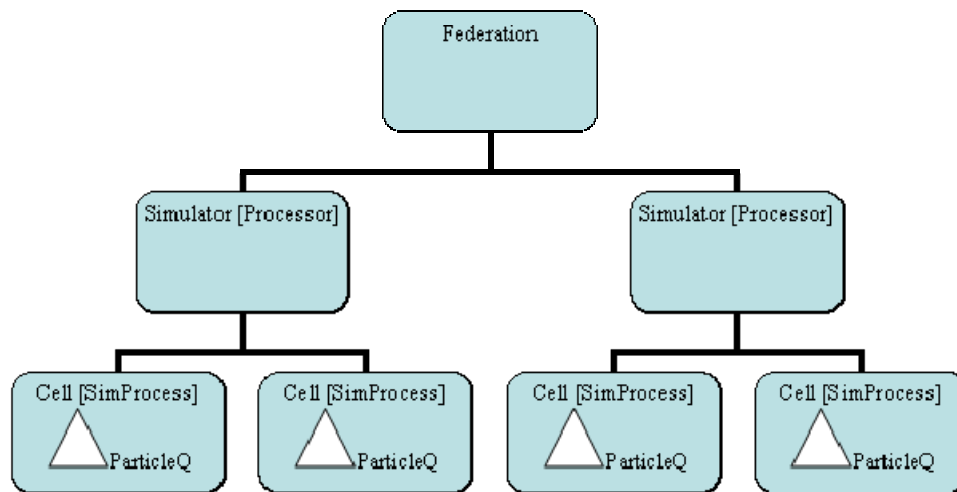 Federation
Simulator [Processor]
Simulator [Processor]
Cell [SimProcess]
ParticleQ
Cell [SimProcess]
ParticleQ
Cell [SimProcess]
ParticleQ
Cell [SimProcess]
ParticleQ